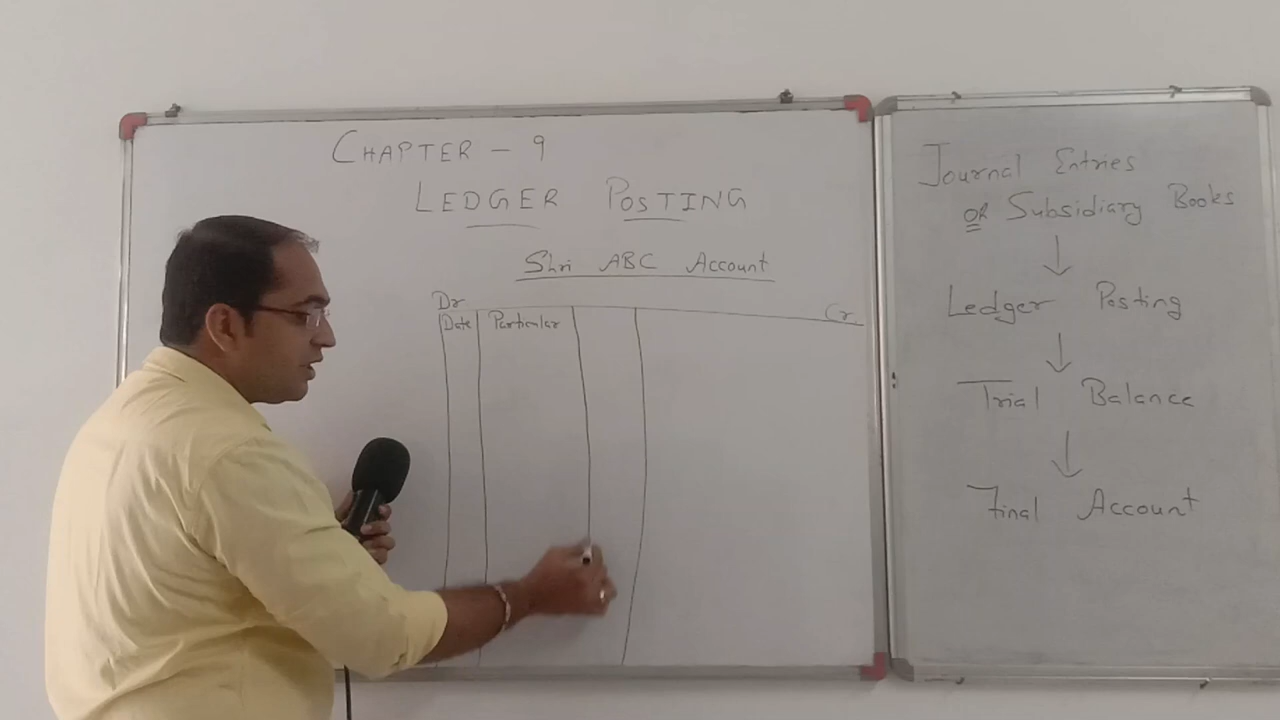 CHAPTER - 9
LEDGER POSTING
Shri ABC Account
Dr Cr
Date Particular
Journal Entries
OR Subsidiary Books
↓
Ledger Posting
↓
Trial Balance
↓
Final Account